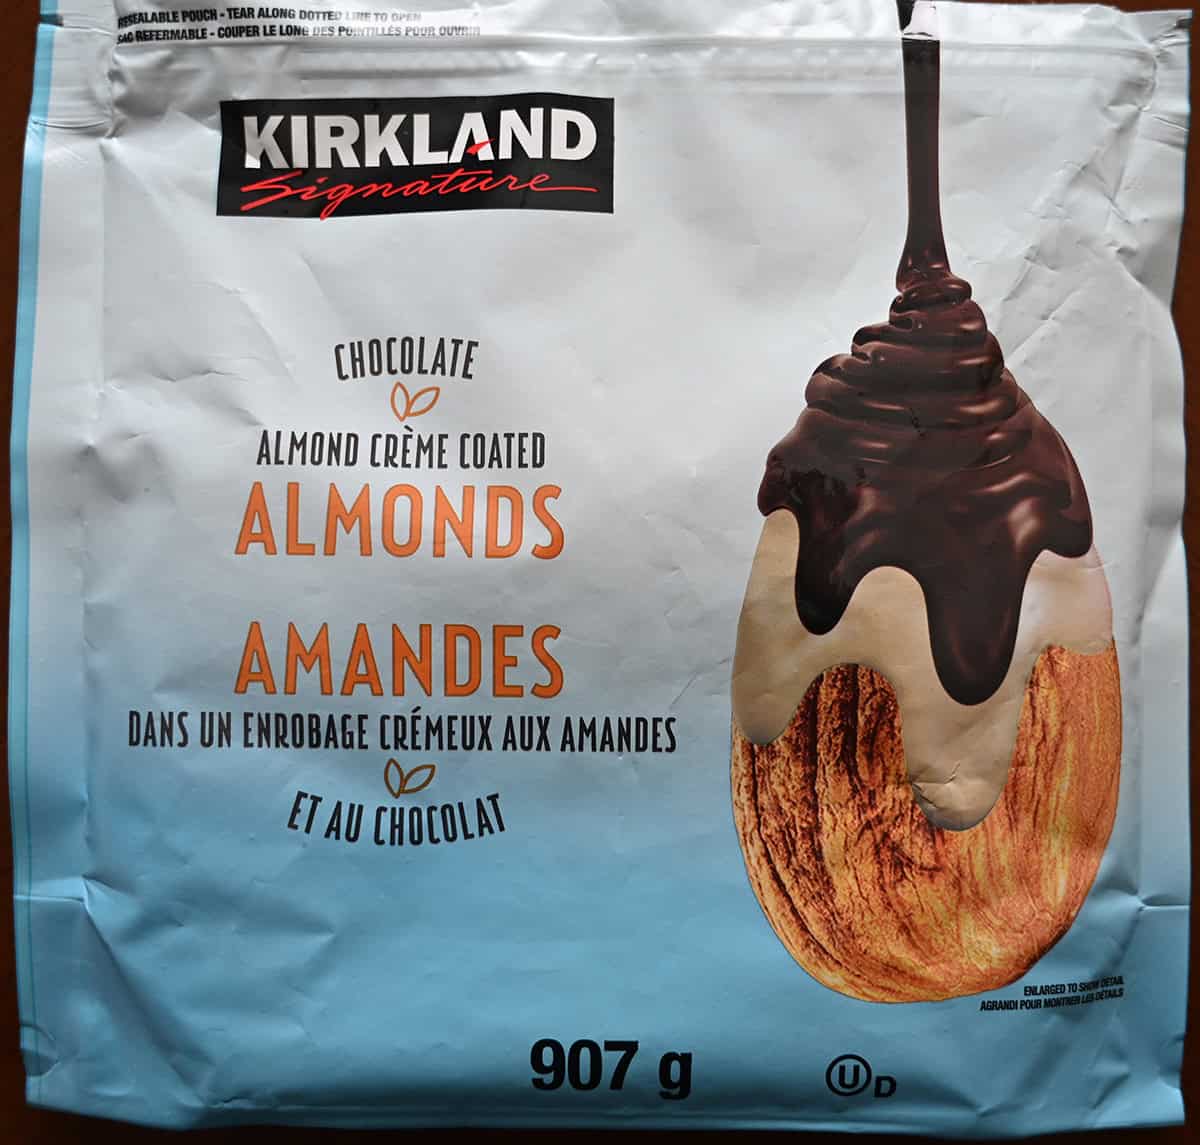 RESEALABLE POUCH - TEAR ALONG DOTTED LINE TO OPEN
SAC REFERMABLE - COUPER LE LONG DES POINTILLÉS POUR OUVRIR
KIRKLAND
Signature
CHOCOLATE
ALMOND CRÈME COATED
ALMONDS
AMANDES
DANS UN ENROBAGE CRÉMEUX AUX AMANDES
ET AU CHOCOLAT
ENLARGED TO SHOW DETAIL
AGRANDI POUR MONTRER LES DÉTAILS
907 g
U D